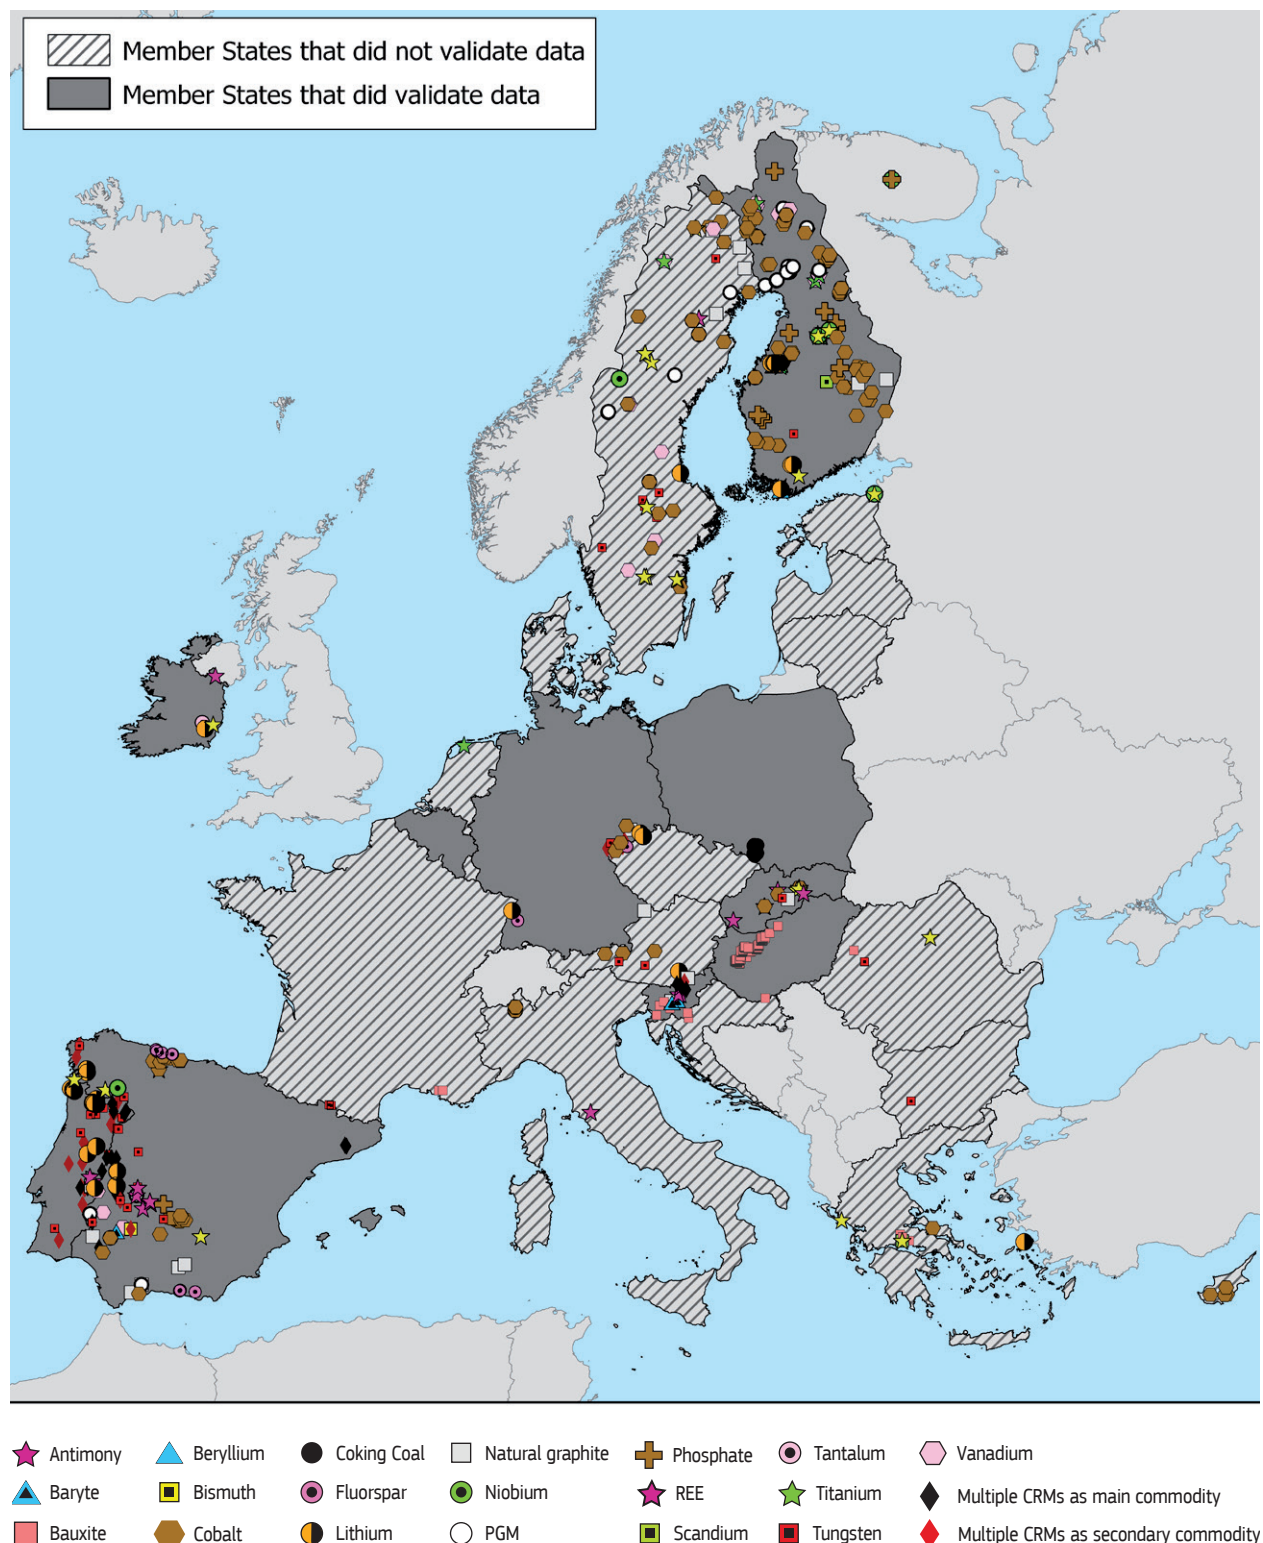 Member States that did not validate data
Member States that did validate data
Antimony Beryllium Coking Coal Natural graphite Phosphate Tantalum Vanadium
Baryte Bismuth Fluorspar Niobium REE Titanium Multiple CRMs as main commodity
Bauxite Cobalt Lithium PGM Scandium Tungsten Multiple CRMs as secondary commodity